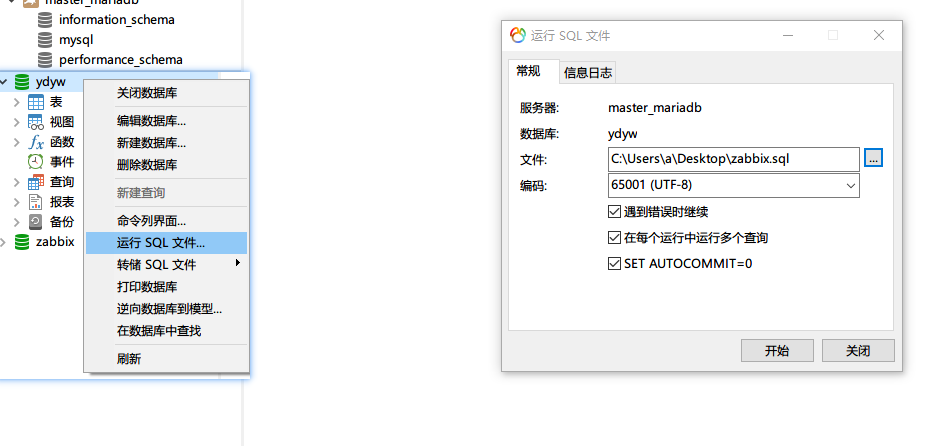 master_mariadb
information_schema
mysql
performance_schema
ydyw
表
视图
函数
事件
查询
报表
备份
zabbix
关闭数据库
编辑数据库...
新建数据库...
删除数据库
新建查询
命令列界面...
运行 SQL 文件...
转储 SQL 文件
打印数据库
逆向数据库到模型...
在数据库中查找
刷新
运行 SQL 文件
常规 信息日志
服务器: master_mariadb
数据库: ydyw
文件: C:\Users\a\Desktop\zabbix.sql ...
编码: 65001 (UTF-8)
遇到错误时继续
在每个运行中运行多个查询
SET AUTOCOMMIT=0
开始 关闭